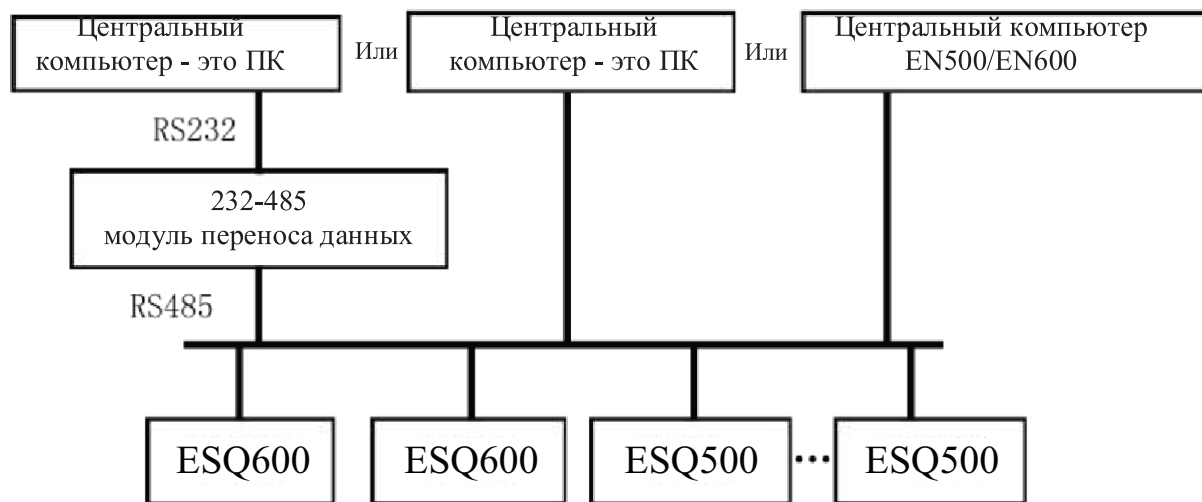 Центральный
компьютер - это ПК
Или
Центральный
компьютер - это ПК
Или
Центральный компьютер
EN500/EN600
RS232
232-485
модуль переноса данных
RS485
ESQ600
ESQ600
ESQ500
...
ESQ500